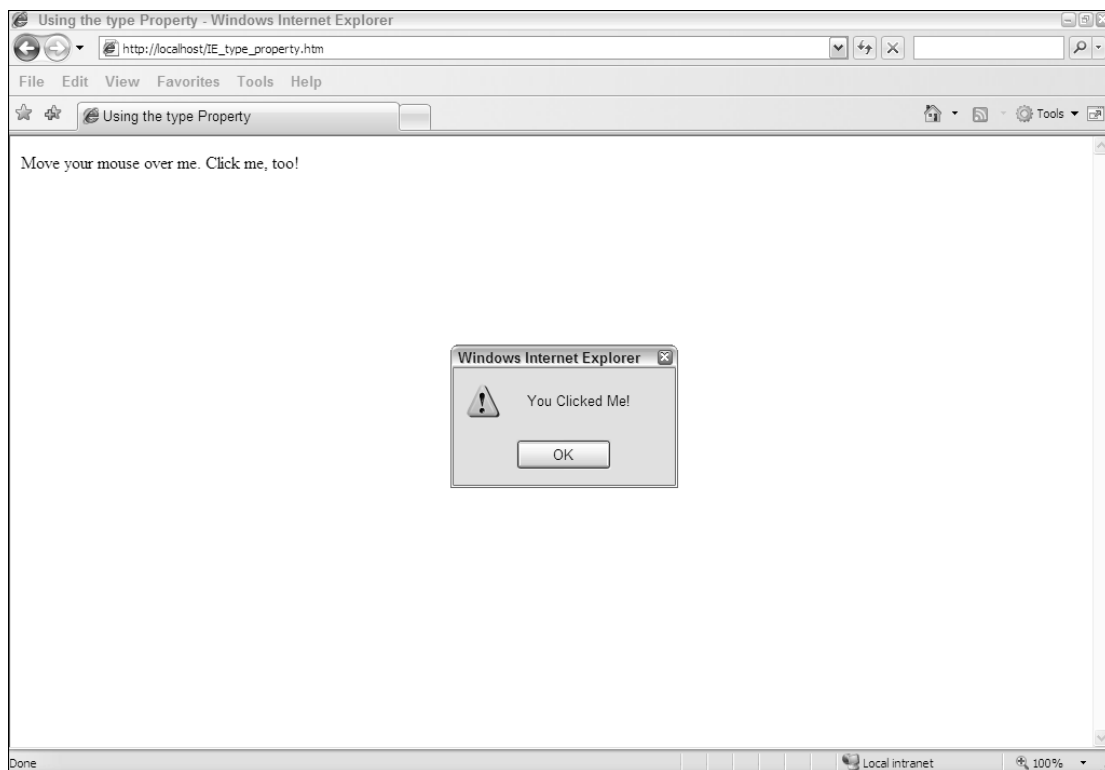 Using the type Property - Windows Internet Explorer
http://localhost/IE_type_property.htm
File Edit View Favorites Tools Help
Using the type Property
Tools
Move your mouse over me. Click me, too!
Windows Internet Explorer
You Clicked Me!
OK
Done
Local intranet
100%